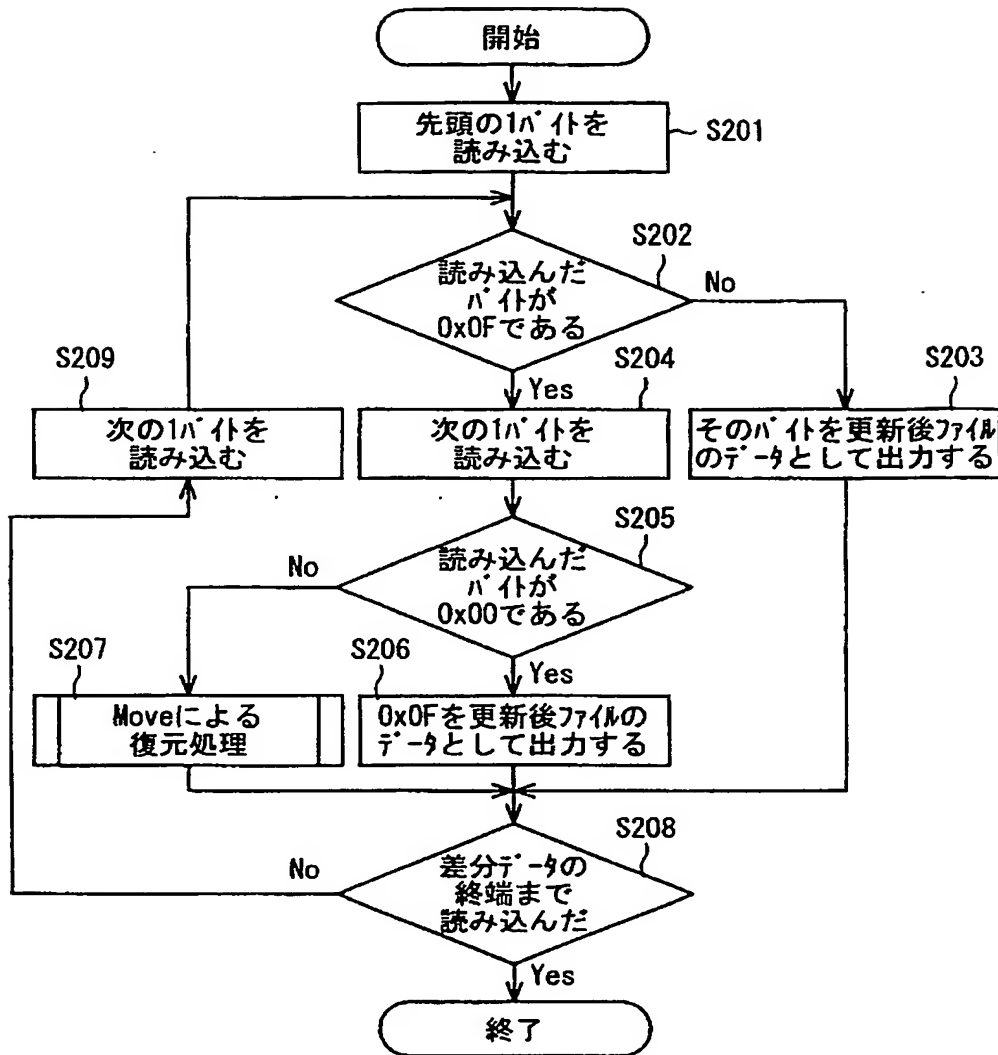 開始
先頭の1バイトを
読み込む
S201
S202
読み込んだ
バイトが
0x0Fである
No
Yes
S209
次の1バイトを
読み込む
S204
次の1バイトを
読み込む
S203
そのバイトを更新後ファイル
のデータとして出力する
S205
読み込んだ
バイトが
0x00である
No
Yes
S207
Moveによる
復元処理
S206
0x0Fを更新後ファイルの
データとして出力する
S208
差分データの
終端まで
読み込んだ
No
Yes
終了